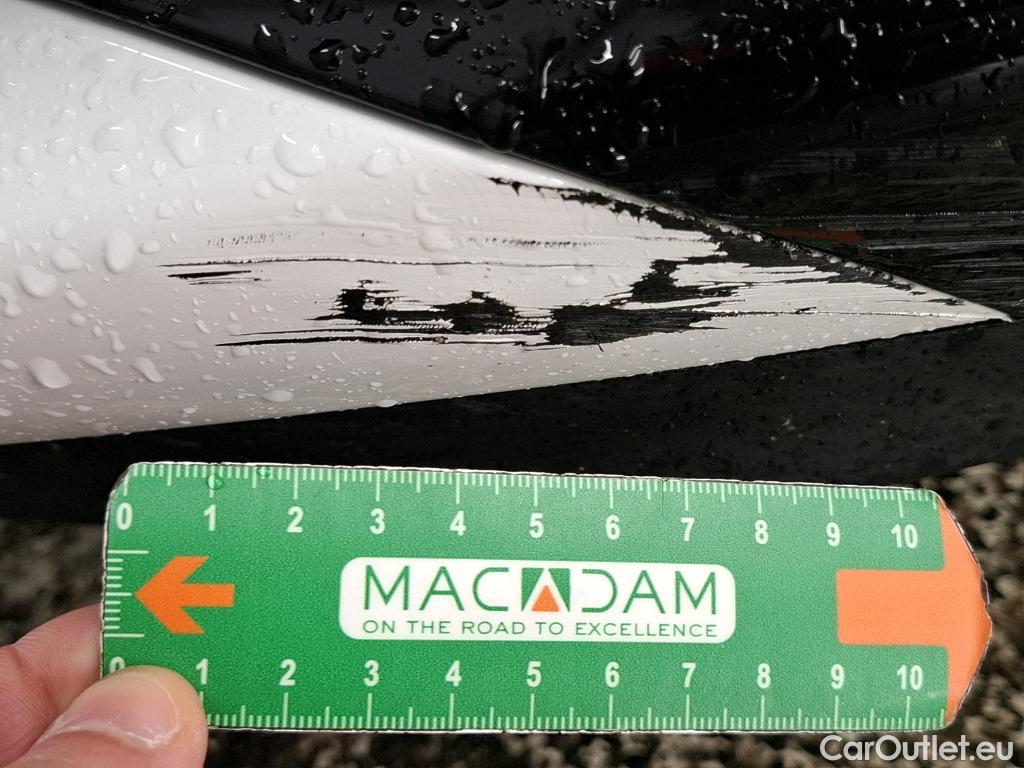 0 1 2 3 4 5 6 7 8 9 10
MACADAM
ON THE ROAD TO EXCELLENCE
0 1 2 3 4 5 6 7 8 9 10
CarOutlet.eu